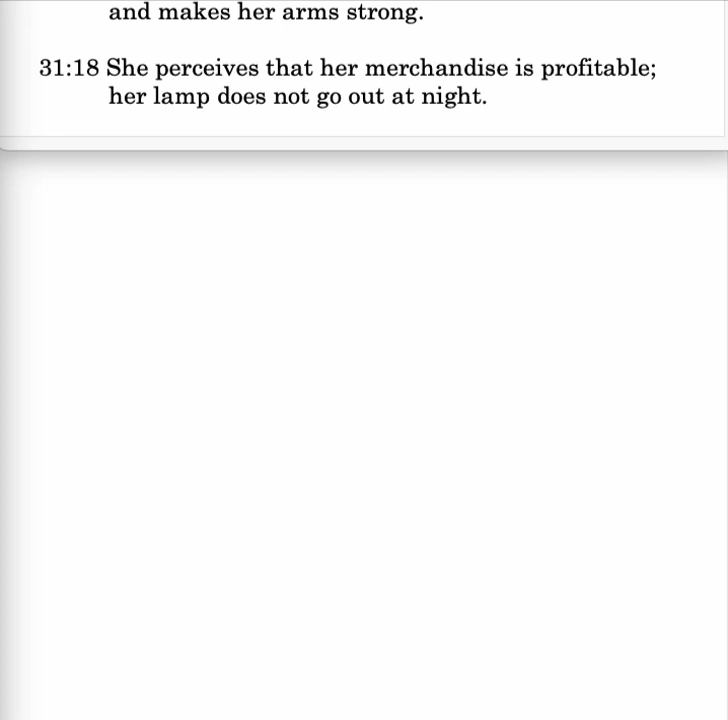 and makes her arms strong.
31:18 She perceives that her merchandise is profitable;
her lamp does not go out at night.